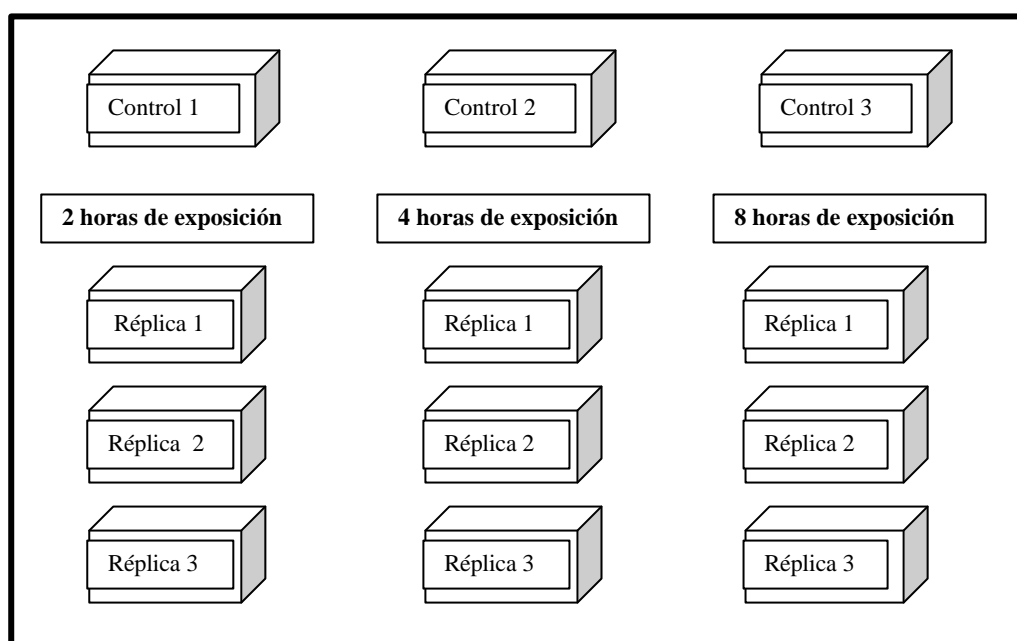 Control 1
Control 2
Control 3
2 horas de exposición
4 horas de exposición
8 horas de exposición
Réplica 1
Réplica 1
Réplica 1
Réplica 2
Réplica 2
Réplica 2
Réplica 3
Réplica 3
Réplica 3